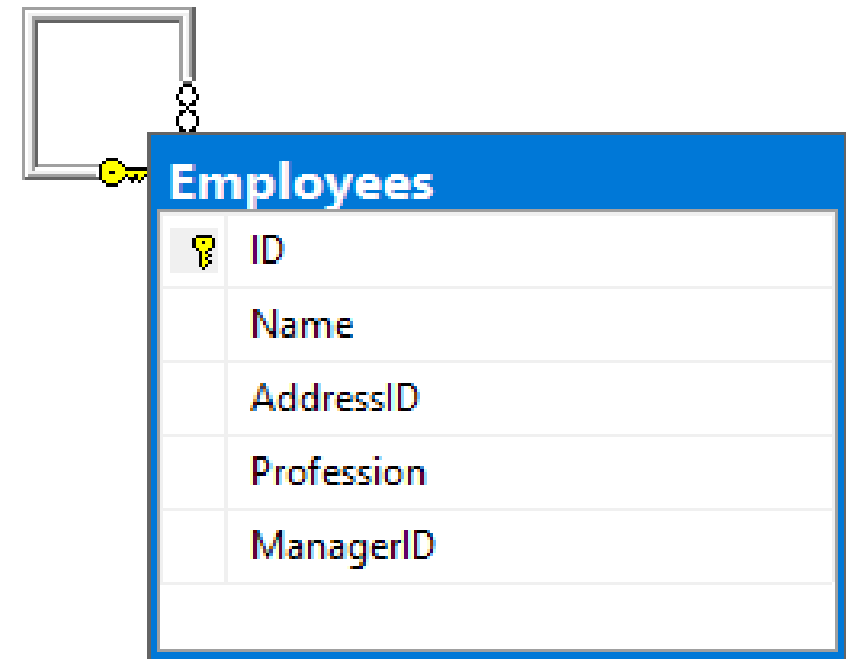 Employees
ID
Name
AddressID
Profession
ManagerID